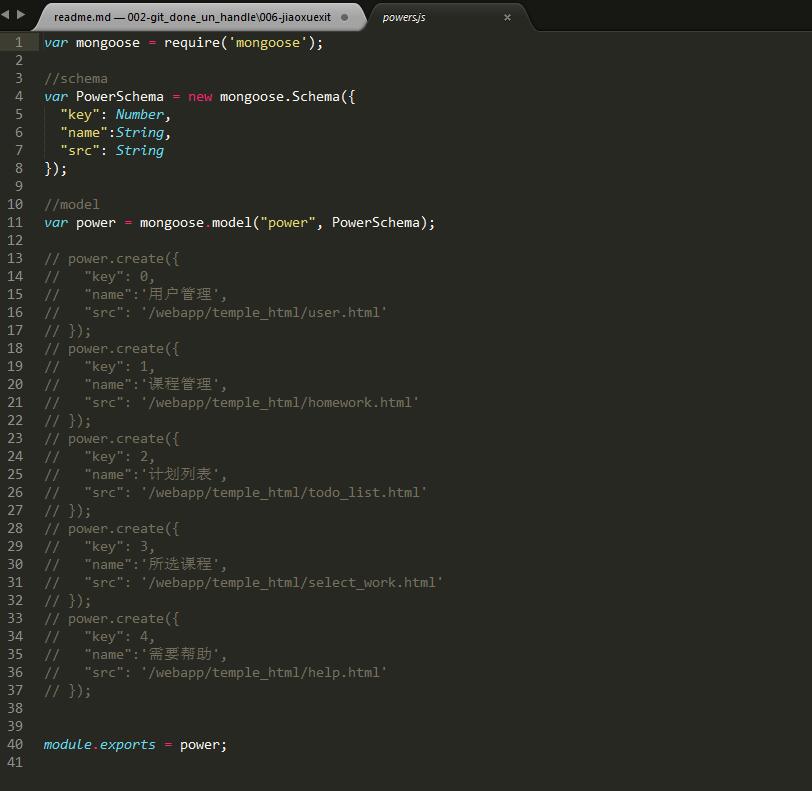 readme.md — 002-git_done_un_handle\006-jiaoxuexit
powers.js
1 var mongoose = require('mongoose');
2
3 //schema
4 var PowerSchema = new mongoose.Schema({
5   "key": Number,
6   "name":String,
7   "src": String
8 });
9
10 //model
11 var power = mongoose.model("power", PowerSchema);
12
13 // power.create({
14 //   "key": 0,
15 //   "name":'用户管理',
16 //   "src": '/webapp/temple_html/user.html'
17 // });
18 // power.create({
19 //   "key": 1,
20 //   "name":'课程管理',
21 //   "src": '/webapp/temple_html/homework.html'
22 // });
23 // power.create({
24 //   "key": 2,
25 //   "name":'计划列表',
26 //   "src": '/webapp/temple_html/todo_list.html'
27 // });
28 // power.create({
29 //   "key": 3,
30 //   "name":'所选课程',
31 //   "src": '/webapp/temple_html/select_work.html'
32 // });
33 // power.create({
34 //   "key": 4,
35 //   "name":'需要帮助',
36 //   "src": '/webapp/temple_html/help.html'
37 // });
38
39
40 module.exports = power;
41